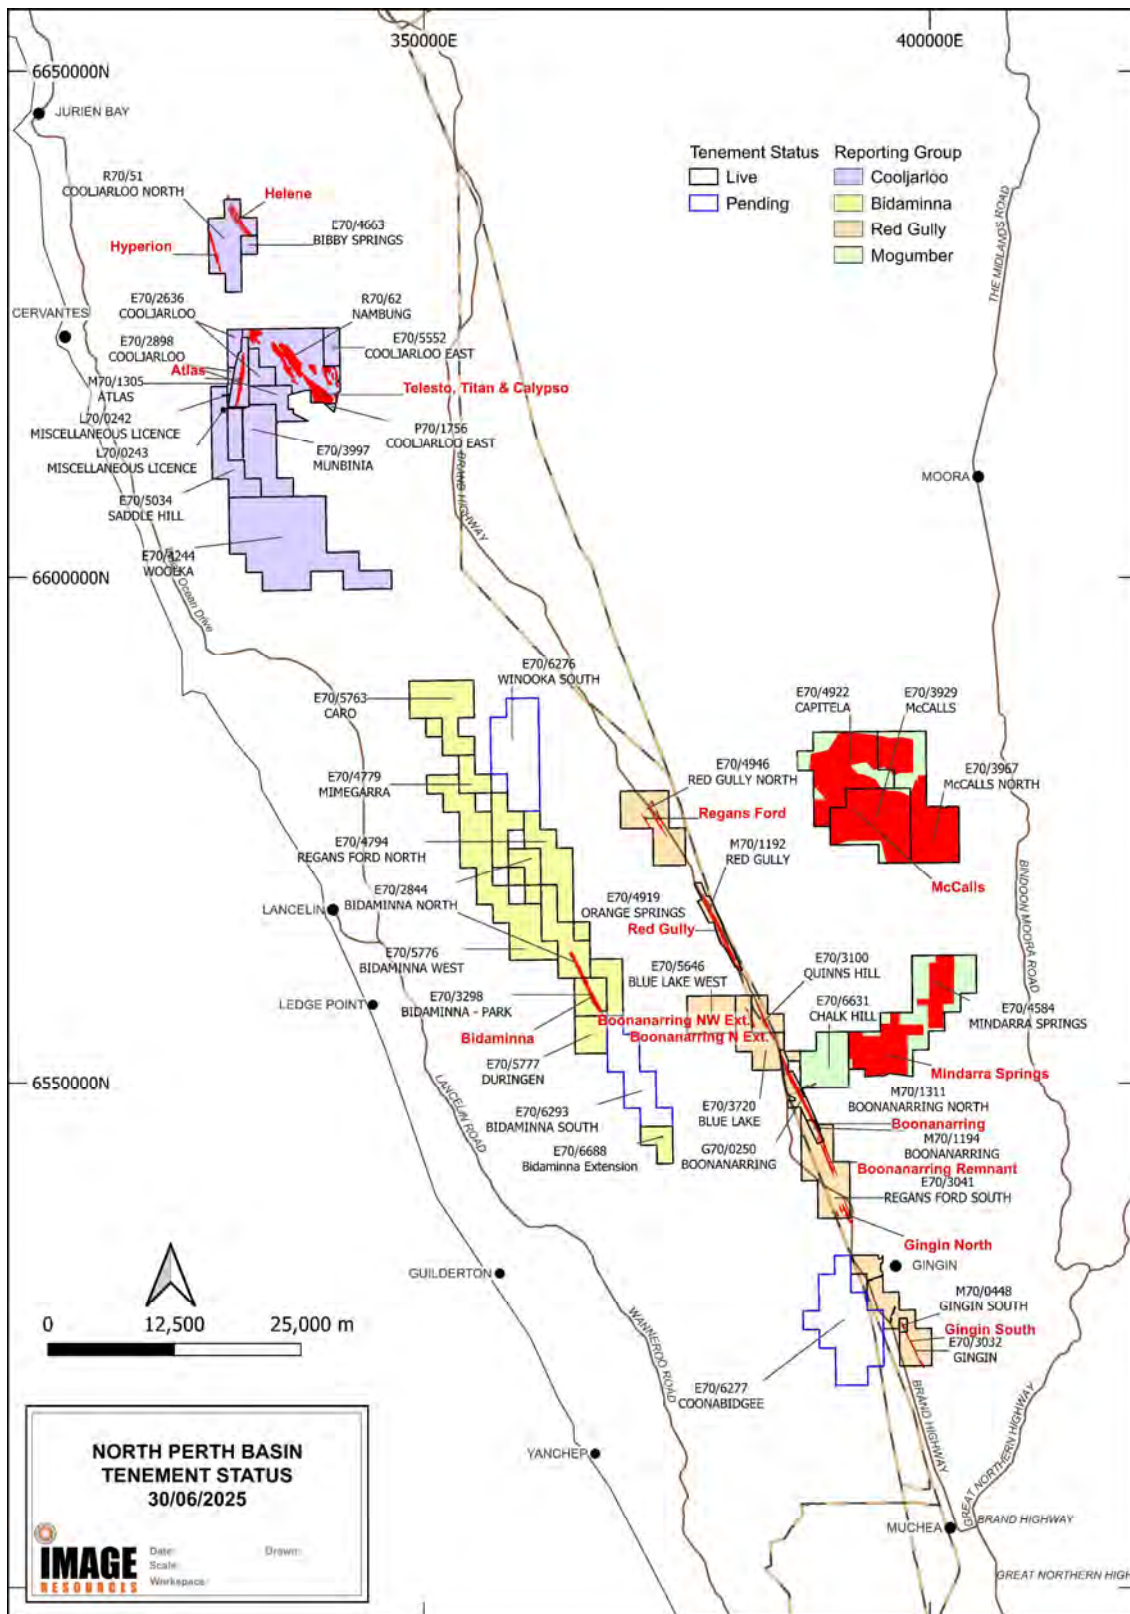 350000E
400000E
6650000N
JURIEN BAY
Tenement Status
Live
Pending
Reporting Group
Cooljarloo
Bidaminna
Red Gully
Mogumber
THE MIDLANDS ROAD
R70/51
COOLJARLOO NORTH
Helene
E70/4663
BIBBY SPRINGS
Hyperion
E70/2636
COOLJARLOO
R70/62
NAMBUNG
CERVANTES
E70/2898
COOLJARLOO
E70/5552
COOLJARLOO EAST
Atlas
M70/1305
ATLAS
Telesto, Titan & Calypso
L70/0242
MISCELLANEOUS LICENCE
P70/1756
COOLJARLOO EAST
L70/0243
MISCELLANEOUS LICENCE
E70/3997
MUNBINIA
BRAND HIGHWAY
MOORA
E70/5034
SADDLE HILL
E70/4244
WOOLKA
6600000N
Ocean Drive
E70/6276
WINOOKA SOUTH
E70/5763
CARO
E70/4922
CAPITELA
E70/3929
McCALLS
E70/4779
MIMEGARRA
E70/4946
RED GULLY NORTH
E70/3967
McCALLS NORTH
Regans Ford
E70/4794
REGANS FORD NORTH
M70/1192
RED GULLY
McCalls
BINDOON MOORA ROAD
E70/2844
BIDAMINNA NORTH
E70/4919
ORANGE SPRINGS
LANCELIN
Red Gully
E70/5776
BIDAMINNA WEST
E70/5646
BLUE LAKE WEST
E70/3100
QUINNS HILL
E70/3298
BIDAMINNA - PARK
E70/6631
CHALK HILL
E70/4584
MINDARRA SPRINGS
LEDGE POINT
Boonanarring NW Ext.
Boonanarring N Ext.
Bidaminna
E70/5777
DURINGEN
Mindarra Springs
6550000N
LANCELIN ROAD
M70/1311
BOONANARRING NORTH
E70/3720
BLUE LAKE
Boonanarring
E70/6293
BIDAMINNA SOUTH
M70/1194
BOONANARRING
G70/0250
BOONANARRING
E70/6688
Bidaminna Extension
Boonanarring Remnant
E70/3041
REGANS FORD SOUTH
Gingin North
GINGIN
GUILDERTON
M70/0448
GINGIN SOUTH
0 12,500 25,000 m
Gingin South
E70/3032
GINGIN
WANNEROO ROAD
E70/6277
COONABIDGEE
BRAND HIGHWAY
GREAT NORTHERN HIGHWAY
NORTH PERTH BASIN
TENEMENT STATUS
30/06/2025
YANCHEP
MUCHEA
BRAND HIGHWAY
IMAGE
RESOURCES
Date:
Scale:
Workspace:
Drawn:
GREAT NORTHERN HIGH